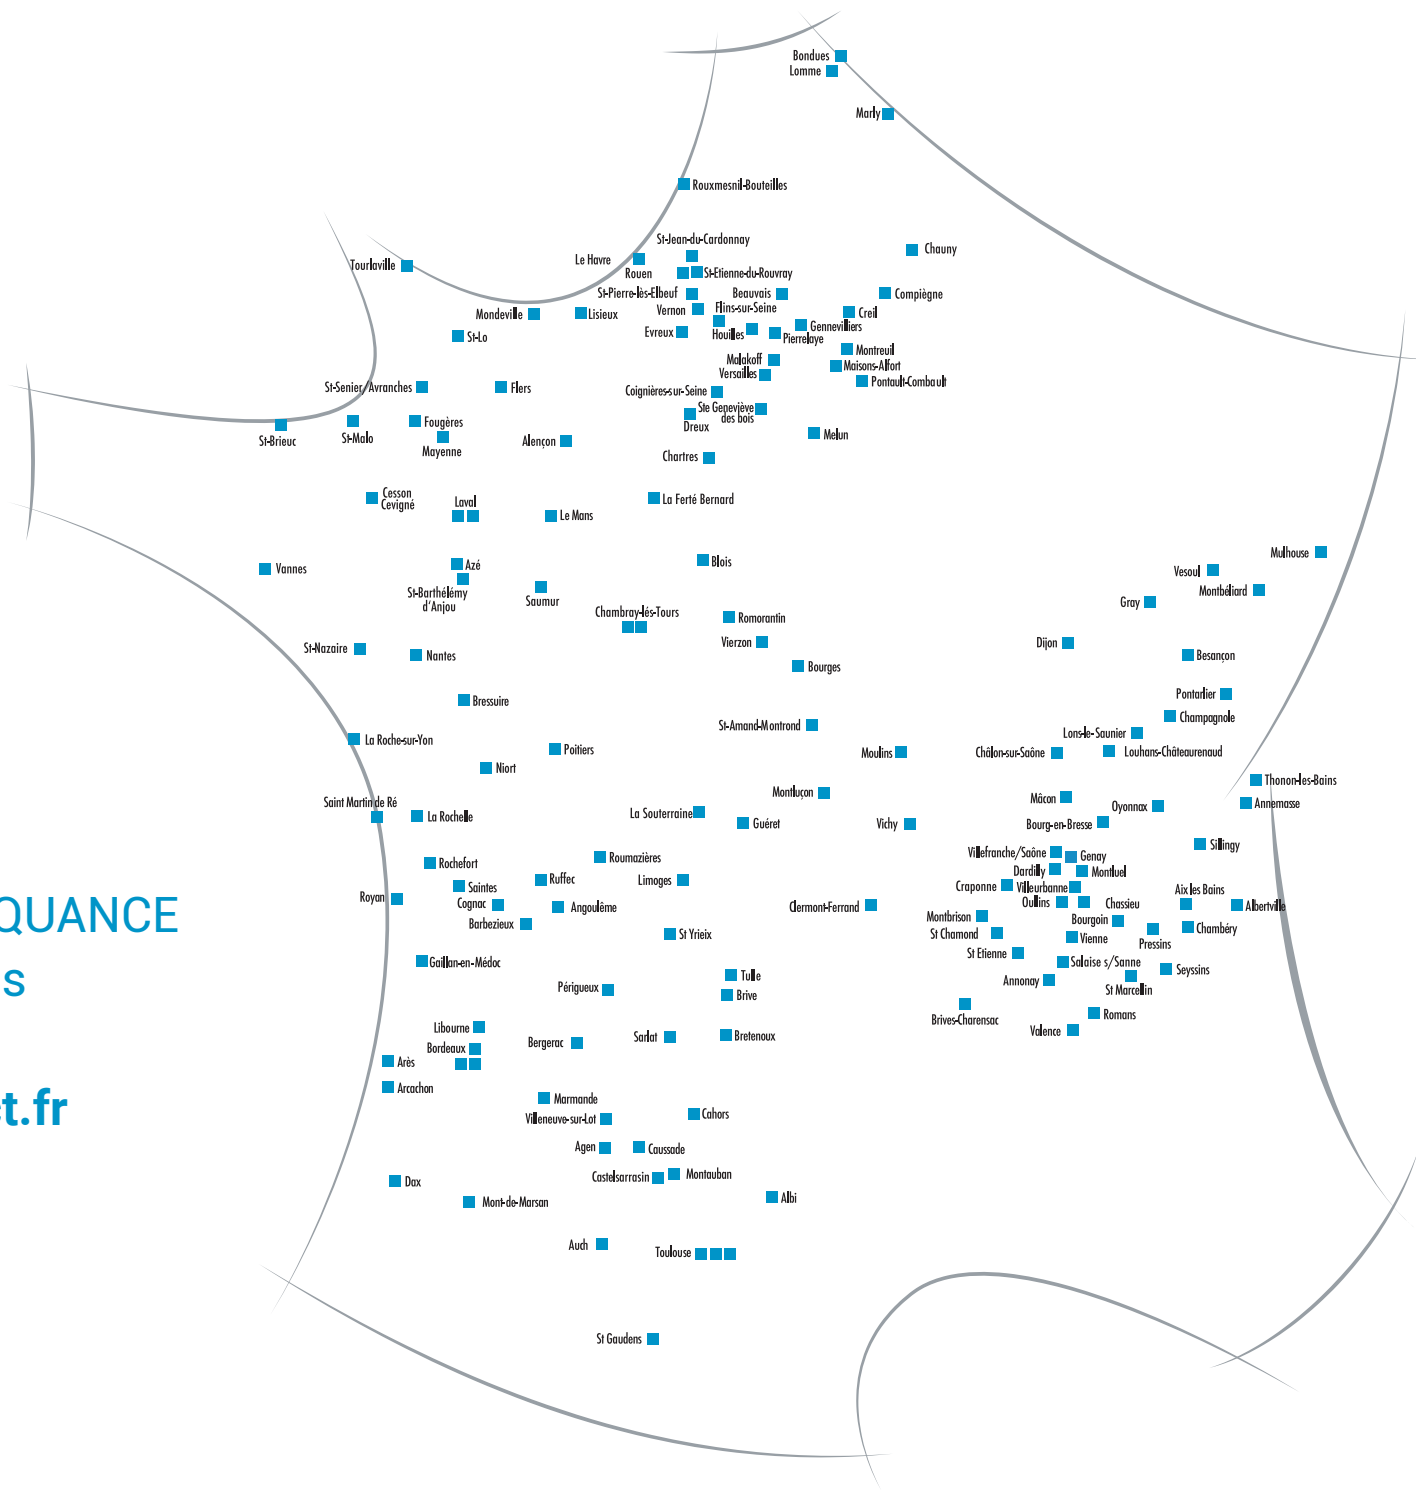 Bondues
Lomme
Marly
Rouxmesnil-Bouteilles
St-Jean-du-Cardonnay
Chauny
Le Havre
Tourlaville
Rouen
St-Etienne-du-Rouvray
St-Pierre-lès-Elbeuf
Beauvais
Compiègne
Mondeville
Lisieux
Vernon
Flins-sur-Seine
Creil
St-Lo
Evreux
Houilles
Pierrelaye
Gennevilliers
Montreuil
Malakoff
Maisons-Alfort
Versailles
Pontault-Combault
St-Senier/Avranches
Flers
Coignières-sur-Seine
Ste Geneviève
des bois
Dreux
St-Brieuc
St-Malo
Fougères
Mayenne
Alençon
Melun
Chartres
Cesson
Cevigné
Laval
Le Mans
La Ferté Bernard
Mulhouse
Vannes
Azé
Blois
Vesoul
St-Barthélémy
d'Anjou
Saumur
Montbéliard
Gray
Chambray-lés-Tours
Romorantin
Vierzon
Dijon
St-Nazaire
Nantes
Bourges
Besançon
Bressuire
Pontarlier
Champagnole
St-Amand-Montrond
Lons-le-Saunier
La Roche-sur-Yon
Poitiers
Moulins
Châlon-sur-Saône
Louhans-Châteaurenaud
Niort
Thonon-les-Bains
Montluçon
Saint Martin de Ré
La Rochelle
La Souterraine
Guéret
Vichy
Mâcon
Oyonnax
Annemasse
Bourg-en-Bresse
Sillingy
Rochefort
Roumazières
Villefranche/Saône
Genay
Dardilly
Montluel
Saintes
Ruffec
Limoges
Craponne
Villeurbanne
Aix les Bains
Royan
Cognac
Angoulême
Clermont-Ferrand
Oullins
Chassieu
Albertville
QUANCE
Barbezieux
Montbrison
Bourgoin
Chambéry
St Yrieix
St Chamond
Vienne
Pressins
St Etienne
Gaillan-en-Médoc
Salaise s/Sanne
Seyssins
s
Périgueux
Tulle
Brive
Annonay
St Marcellin
Brives-Charensac
Romans
Valence
Libourne
Bordeaux
Bergerac
Sarlat
Bretenoux
Arès
Arcachon
t.fr
Marmande
Villeneuve-sur-Lot
Cahors
Agen
Caussade
Castelsarrasin
Montauban
Dax
Mont-de-Marsan
Albi
Auch
Toulouse
St Gaudens